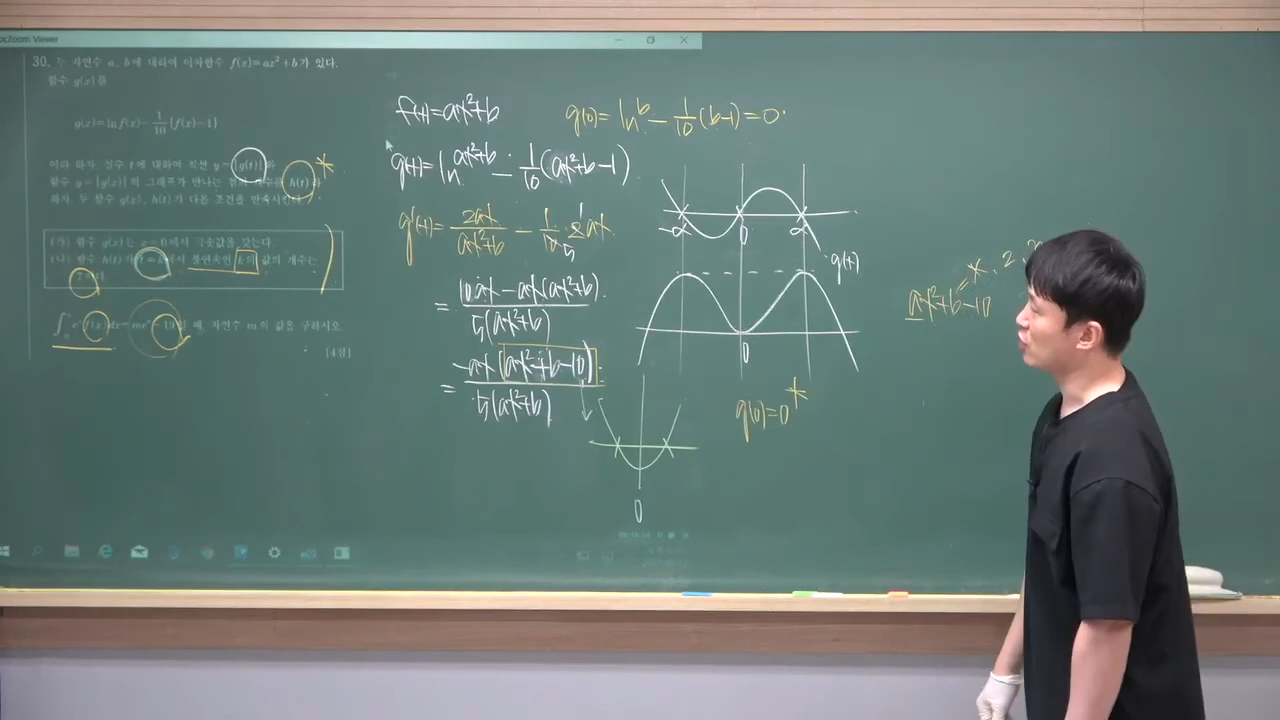 Zoom Viewer
30. 두 자연수 a, b에 대하여 이차함수 f(x)=ax²+b가 있다.
함수 g(x)를
g(x)=ln f(x)-1/10{f(x)-1}
이라 하자. 실수 t에 대하여 직선 y=|g(t)|와
함수 y=|g(x)|의 그래프가 만나는 점의 개수를 h(t)라
하자. 두 함수 g(x), h(t)가 다음 조건을 만족시킨다.
(가) 함수 g(x)는 x=0에서 극솟값을 갖는다.
(나) 함수 h(t)가 t=k에서 불연속인 k의 값의 개수는
dx= 일 때, 자연수 m의 값을 구하시오.
[4점]
f(x)=ax²+b
g(x)=ln^{ax²+b} - 1/10(ax²+b-1)
g'(x)= 2ax/(ax²+b) - 1/10 · 2ax
1
5
= (10ax-ax(ax²+b))/(5(ax²+b))
= -ax(ax²+b-10)/(5(ax²+b))
0
g(0)=ln^b - 1/10(b-1)=0
-α 0 α
g(x)
0
g(0)=0 *
ax²+b-10
*, 2,